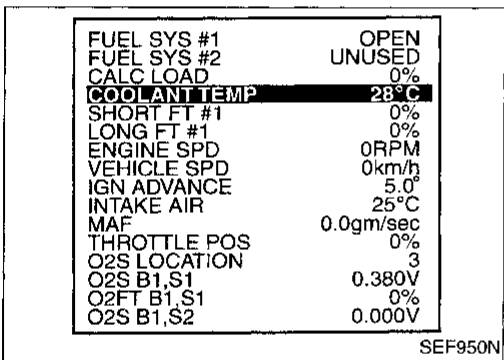 FUEL SYS #1 OPEN
FUEL SYS #2 UNUSED
CALC LOAD 0%
COOLANT TEMP 28°C
SHORT FT #1 0%
LONG FT #1 0%
ENGINE SPD 0RPM
VEHICLE SPD 0km/h
IGN ADVANCE 5.0°
INTAKE AIR 25°C
MAF 0.0gm/sec
THROTTLE POS 0%
O2S LOCATION 3
O2S B1,S1 0.380V
O2FT B1,S1 0%
O2S B1,S2 0.000V
SEF950N